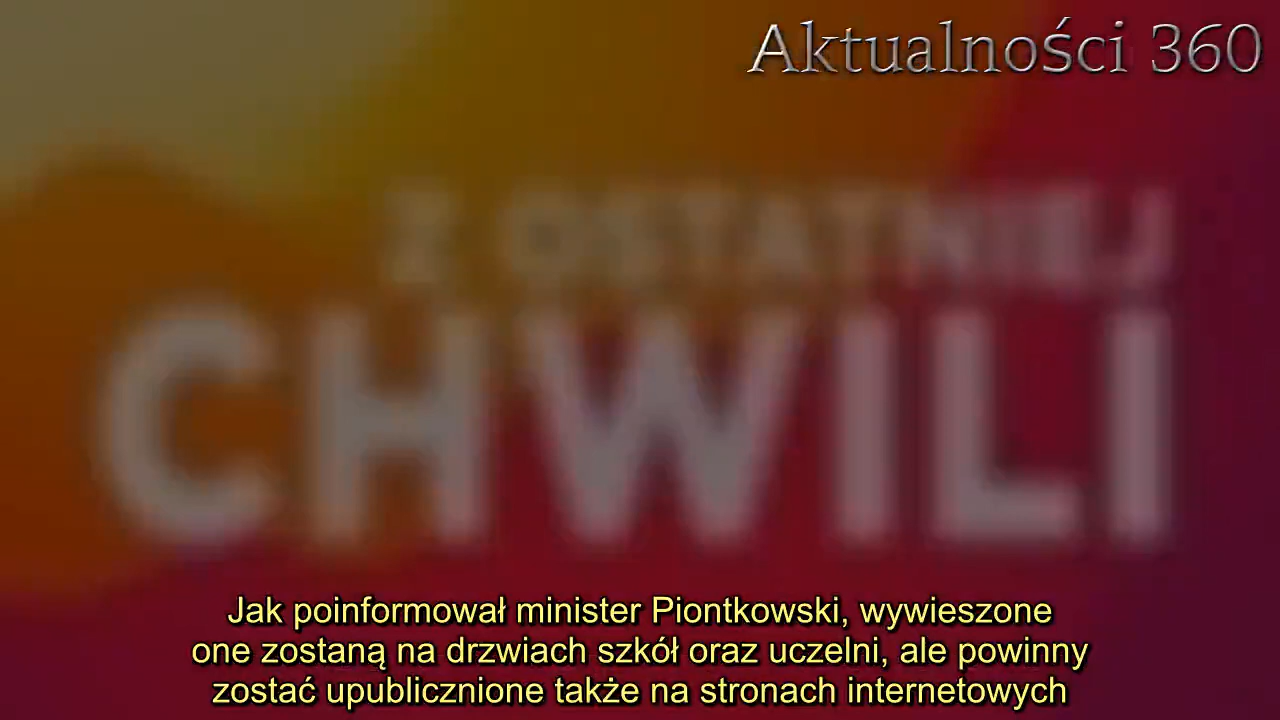 Aktualności 360
Z OSTATNIEJ
CHWILI
Jak poinformował minister Piontkowski, wywieszone
one zostaną na drzwiach szkół oraz uczelni, ale powinny
zostać upublicznione także na stronach internetowych